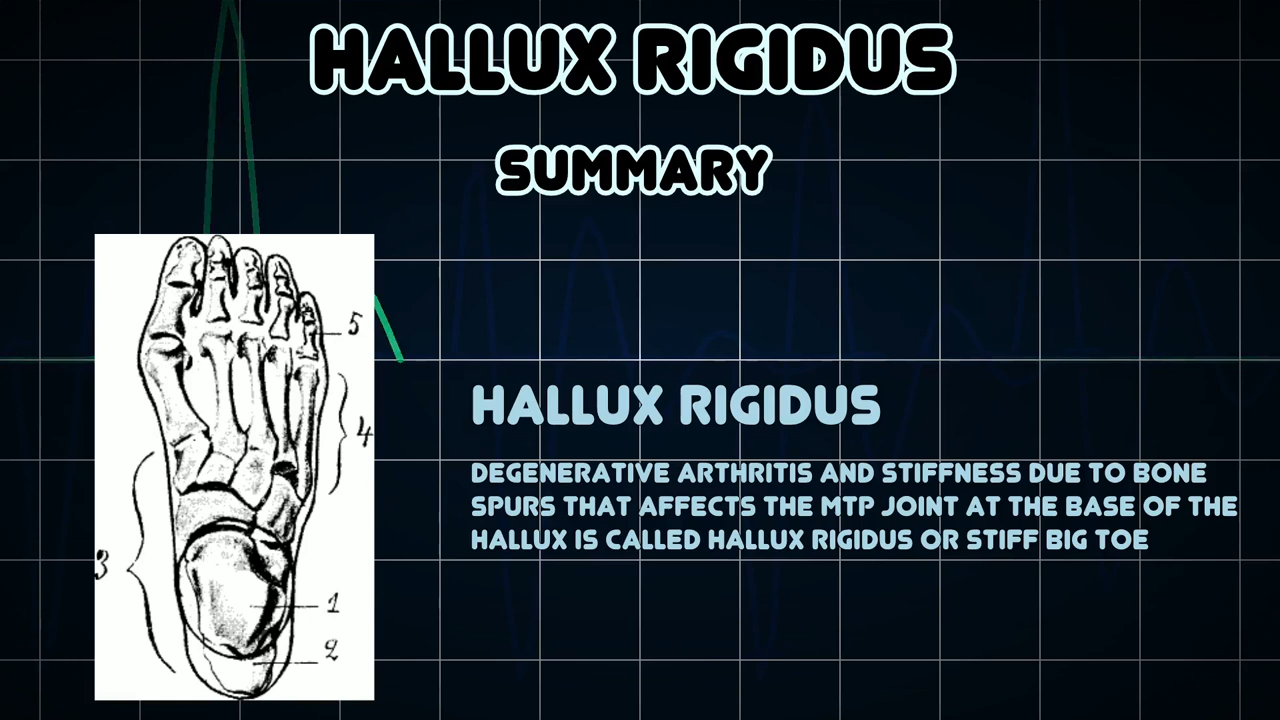 HALLUX RIGIDUS
SUMMARY
5
4
3
1
2
HALLUX RIGIDUS
DEGENERATIVE ARTHRITIS AND STIFFNESS DUE TO BONE
SPURS THAT AFFECTS THE MTP JOINT AT THE BASE OF THE
HALLUX IS CALLED HALLUX RIGIDUS OR STIFF BIG TOE